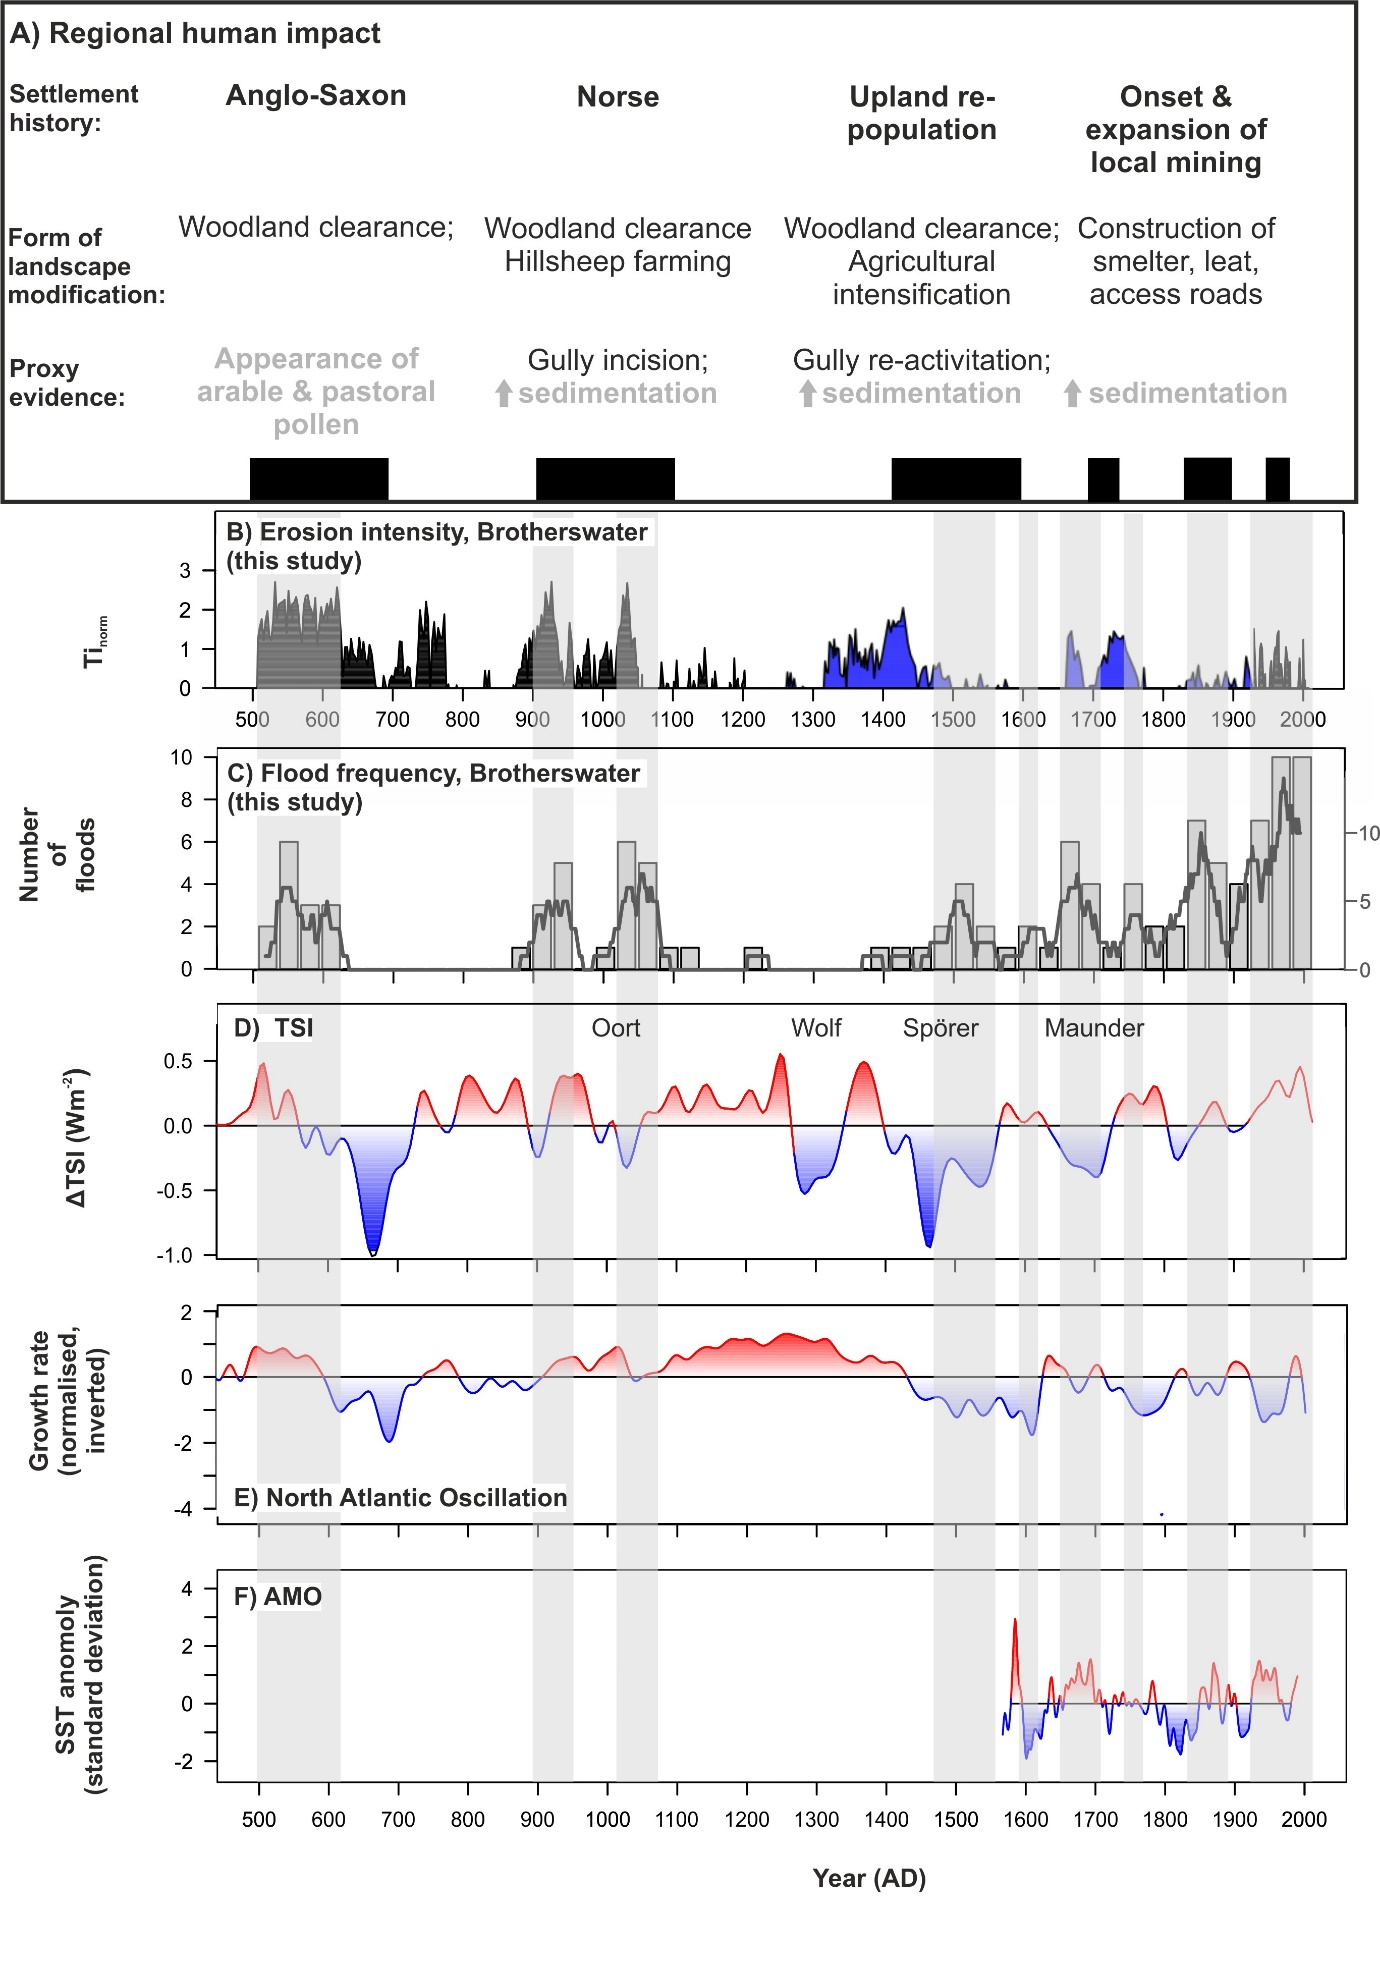 A) Regional human impact
Settlement history:
Anglo-Saxon
Norse
Upland re-
population
Onset &
expansion of
local mining
Form of
landscape
modification:
Woodland clearance;
Woodland clearance
Hillsheep farming
Woodland clearance;
Agricultural
intensification
Construction of
smelter, leat,
access roads
Proxy
evidence:
Appearance of
arable & pastoral
pollen
Gully incision;
sedimentation
Gully re-activitation;
sedimentation
sedimentation
B) Erosion intensity, Brotherswater
(this study)
Ti norm
3
2
1
0
500 600 700 800 900 1000 1100 1200 1300 1400 1500 1600 1700 1800 1900 2000
C) Flood frequency, Brotherswater
(this study)
Number
of
floods
10
8
6
4
2
0
10
5
0
D) TSI
Oort
Wolf
Spörer
Maunder
ΔTSI (Wm-2)
0.5
0.0
-0.5
-1.0
Growth rate
(normalised,
inverted)
2
0
-2
-4
E) North Atlantic Oscillation
F) AMO
SST anomoly
(standard deviation)
4
2
0
-2
500 600 700 800 900 1000 1100 1200 1300 1400 1500 1600 1700 1800 1900 2000
Year (AD)